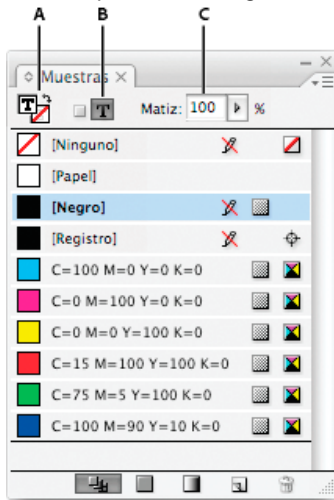 A B C
Muestras
T T Matiz: 100 %
[Ninguno]
[Papel]
[Negro]
[Registro]
C=100 M=0 Y=0 K=0
C=0 M=100 Y=0 K=0
C=0 M=0 Y=100 K=0
C=15 M=100 Y=100 K=0
C=75 M=5 Y=100 K=0
C=100 M=90 Y=10 K=0